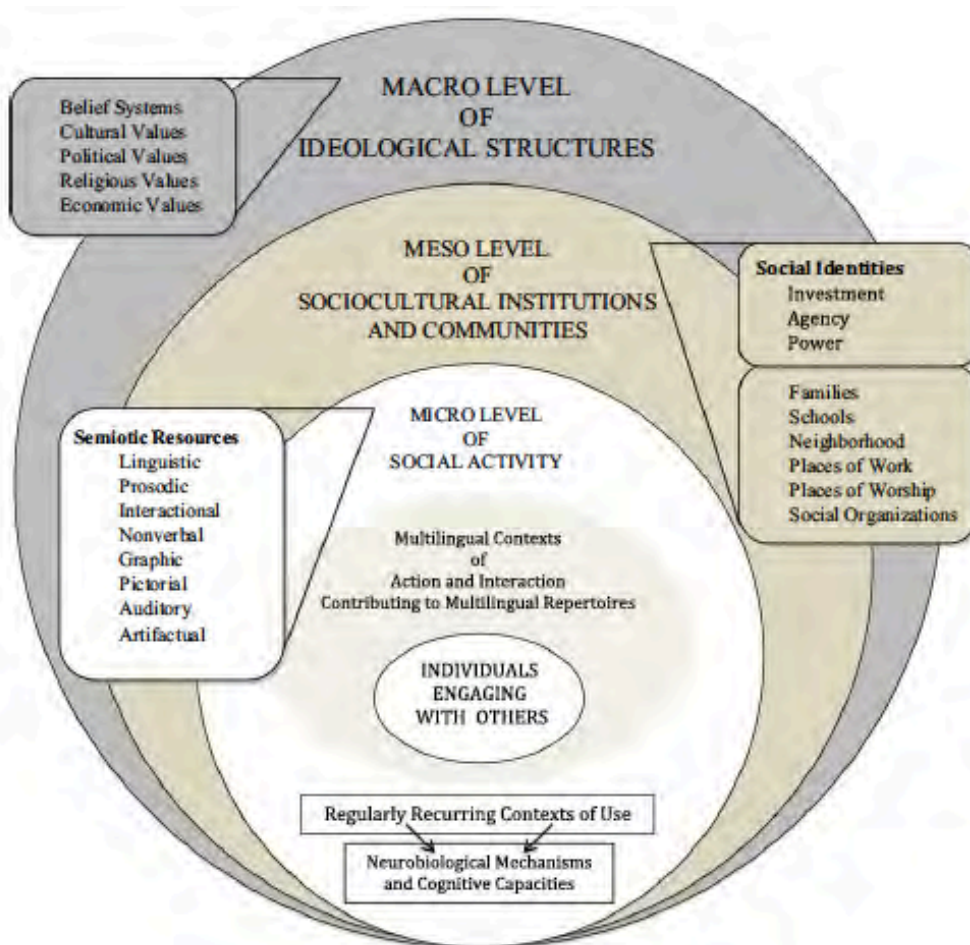 MACRO LEVEL
OF
IDEOLOGICAL STRUCTURES
Belief Systems
Cultural Values
Political Values
Religious Values
Economic Values
MESO LEVEL
OF
SOCIOCULTURAL INSTITUTIONS
AND COMMUNITIES
Social Identities
Investment
Agency
Power
Families
Schools
Neighborhood
Places of Work
Places of Worship
Social Organizations
MICRO LEVEL
OF
SOCIAL ACTIVITY
Semiotic Resources
Linguistic
Prosodic
Interactional
Nonverbal
Graphic
Pictorial
Auditory
Artifactual
Multilingual Contexts
of
Action and Interaction
Contributing to Multilingual Repertoires
INDIVIDUALS
ENGAGING
WITH OTHERS
Regularly Recurring Contexts of Use
Neurobiological Mechanisms
and Cognitive Capacities